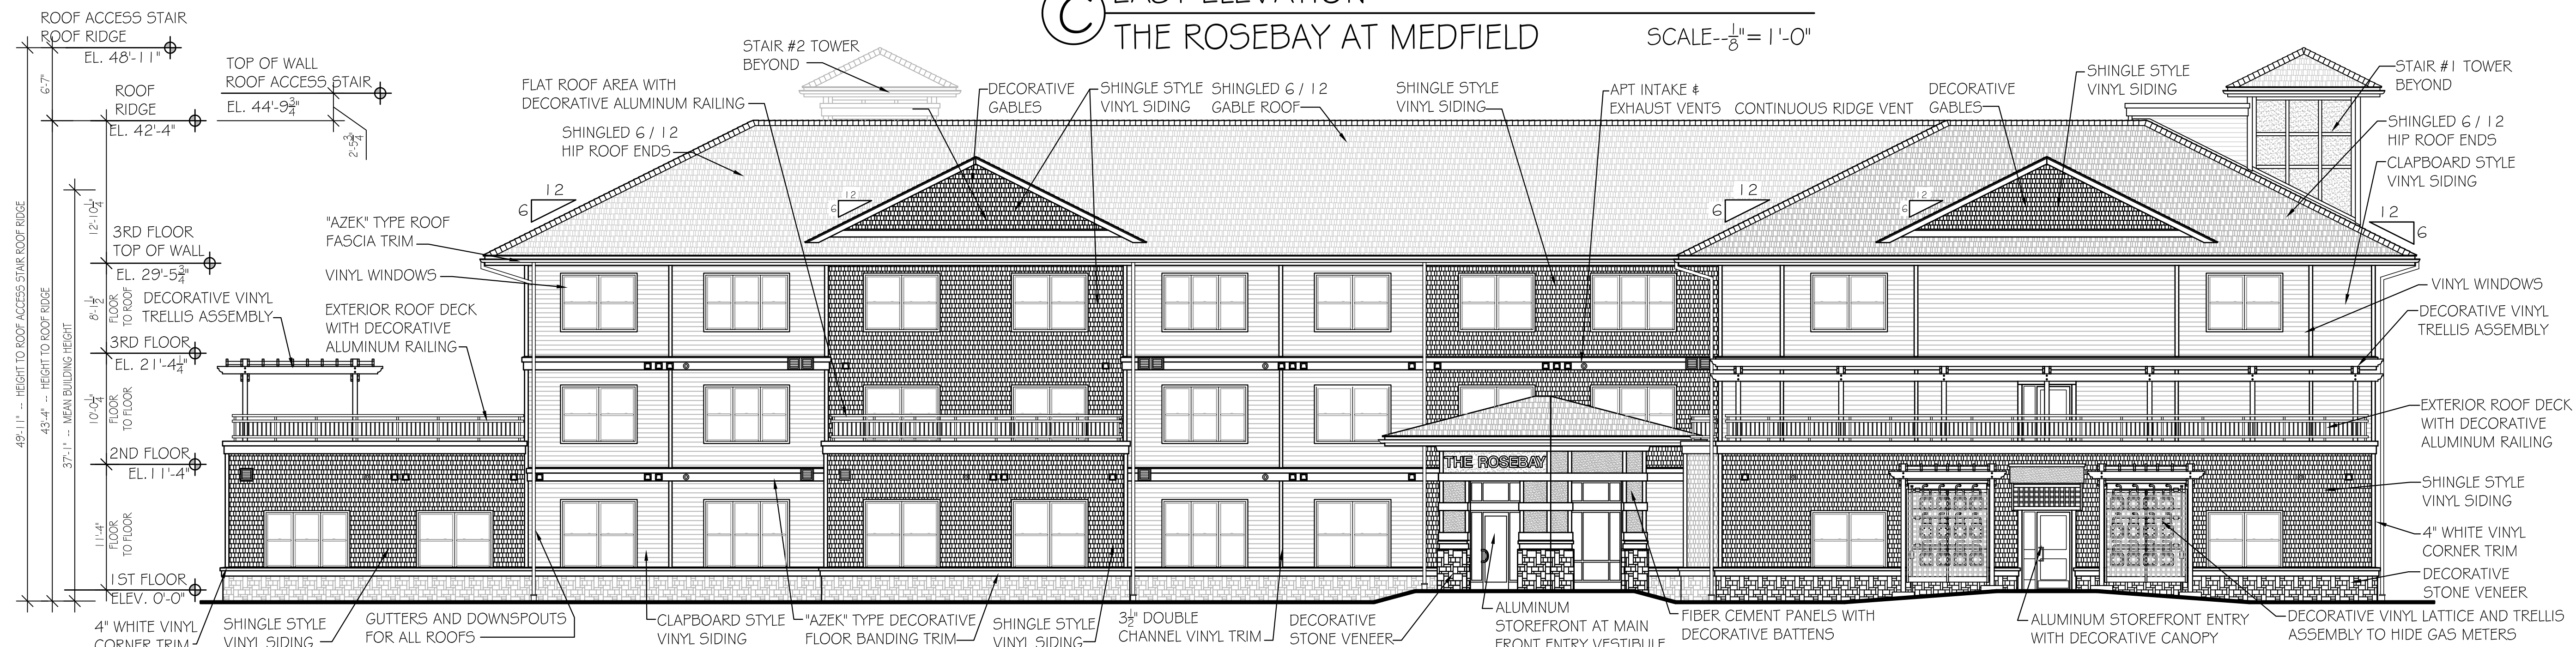 C
EAST ELEVATION
THE ROSEBAY AT MEDFIELD
SCALE--1/8"= 1'-0"
ROOF ACCESS STAIR
ROOF RIDGE
EL. 48'-11"
6'-7"
ROOF
RIDGE
EL. 42'-4"
TOP OF WALL
ROOF ACCESS STAIR
EL. 44'-9 3/4"
2'-5 3/4"
12'-10 1/4"
3RD FLOOR
TOP OF WALL
EL. 29'-5 3/4"
8'-1 1/2"
FLOOR
TO FLOOR
3RD FLOOR
EL. 21'-4 1/4"
10'-0 1/4"
FLOOR
TO FLOOR
2ND FLOOR
EL. 11'-4"
11'-4"
FLOOR
TO FLOOR
1ST FLOOR
ELEV. 0'-0"
49'-11" -- HEIGHT TO ROOF ACCESS STAIR ROOF RIDGE
43'-4" -- HEIGHT TO ROOF RIDGE
37'-1" -- MEAN BUILDING HEIGHT
DECORATIVE VINYL
TRELLIS ASSEMBLY
"AZEK" TYPE ROOF
FASCIA TRIM
VINYL WINDOWS
EXTERIOR ROOF DECK
WITH DECORATIVE
ALUMINUM RAILING
FLAT ROOF AREA WITH
DECORATIVE ALUMINUM RAILING
SHINGLED 6 / 12
HIP ROOF ENDS
STAIR #2 TOWER
BEYOND
DECORATIVE
GABLES
SHINGLE STYLE
VINYL SIDING
SHINGLED 6 / 12
GABLE ROOF
SHINGLE STYLE
VINYL SIDING
APT INTAKE &
EXHAUST VENTS
CONTINUOUS RIDGE VENT
DECORATIVE
GABLES
SHINGLE STYLE
VINYL SIDING
STAIR #1 TOWER
BEYOND
SHINGLED 6 / 12
HIP ROOF ENDS
CLAPBOARD STYLE
VINYL SIDING
12
6
12
6
12
6
12
6
12
6
VINYL WINDOWS
DECORATIVE VINYL
TRELLIS ASSEMBLY
EXTERIOR ROOF DECK
WITH DECORATIVE
ALUMINUM RAILING
SHINGLE STYLE
VINYL SIDING
4" WHITE VINYL
CORNER TRIM
DECORATIVE
STONE VENEER
THE ROSEBAY
4" WHITE VINYL
CORNER TRIM
SHINGLE STYLE
VINYL SIDING
GUTTERS AND DOWNSPOUTS
FOR ALL ROOFS
CLAPBOARD STYLE
VINYL SIDING
"AZEK" TYPE DECORATIVE
FLOOR BANDING TRIM
SHINGLE STYLE
VINYL SIDING
3 1/2" DOUBLE
CHANNEL VINYL TRIM
DECORATIVE
STONE VENEER
ALUMINUM
STOREFRONT AT MAIN
FRONT ENTRY VESTIBULE
FIBER CEMENT PANELS WITH
DECORATIVE BATTENS
ALUMINUM STOREFRONT ENTRY
WITH DECORATIVE CANOPY
DECORATIVE VINYL LATTICE AND TRELLIS
ASSEMBLY TO HIDE GAS METERS